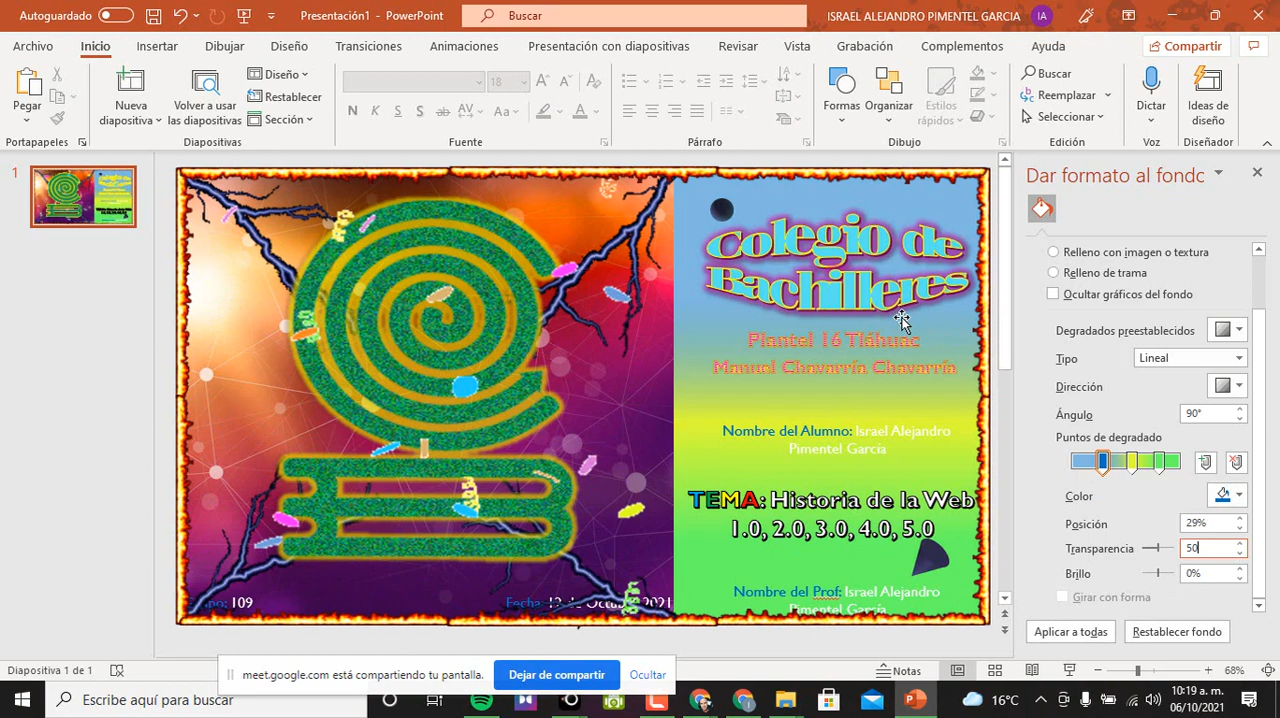 Autoguardado
Presentación1 - PowerPoint
Buscar
ISRAEL ALEJANDRO PIMENTEL GARCIA
IA
Archivo Inicio Insertar Dibujar Diseño Transiciones Animaciones Presentación con diapositivas Revisar Vista Grabación Complementos Ayuda
Compartir
Pegar
Nueva diapositiva
Volver a usar las diapositivas
Diseño
Restablecer
Sección
18
N K S S ab AV Aa
Formas
Organizar
Estilos rápidos
Buscar
Reemplazar
Seleccionar
Dictar
Ideas de diseño
Portapapeles Diapositivas Fuente Párrafo Dibujo Edición Voz Diseñador
1
Colegio de
Bachilleres
Plantel 16 Tláhuac
Manuel Chavarría Chavarría
Nombre del Alumno: Israel Alejandro
Pimentel García
TEMA: Historia de la Web
1.0, 2.0, 3.0, 4.0, 5.0
Nombre del Prof: Israel Alejandro
Pimentel García
109
Fecha: 2021
Dar formato al fondo
Relleno con imagen o textura
Relleno de trama
Ocultar gráficos del fondo
Degradados preestablecidos
Tipo Lineal
Dirección
Ángulo 90°
Puntos de degradado
Color
Posición 29%
Transparencia 50
Brillo 0%
Girar con forma
Aplicar a todas
Restablecer fondo
Diapositiva 1 de 1
Notas
68%
meet.google.com está compartiendo tu pantalla.
Dejar de compartir
Ocultar
Escribe aquí para buscar
16°C
10:19 a. m.
06/10/2021